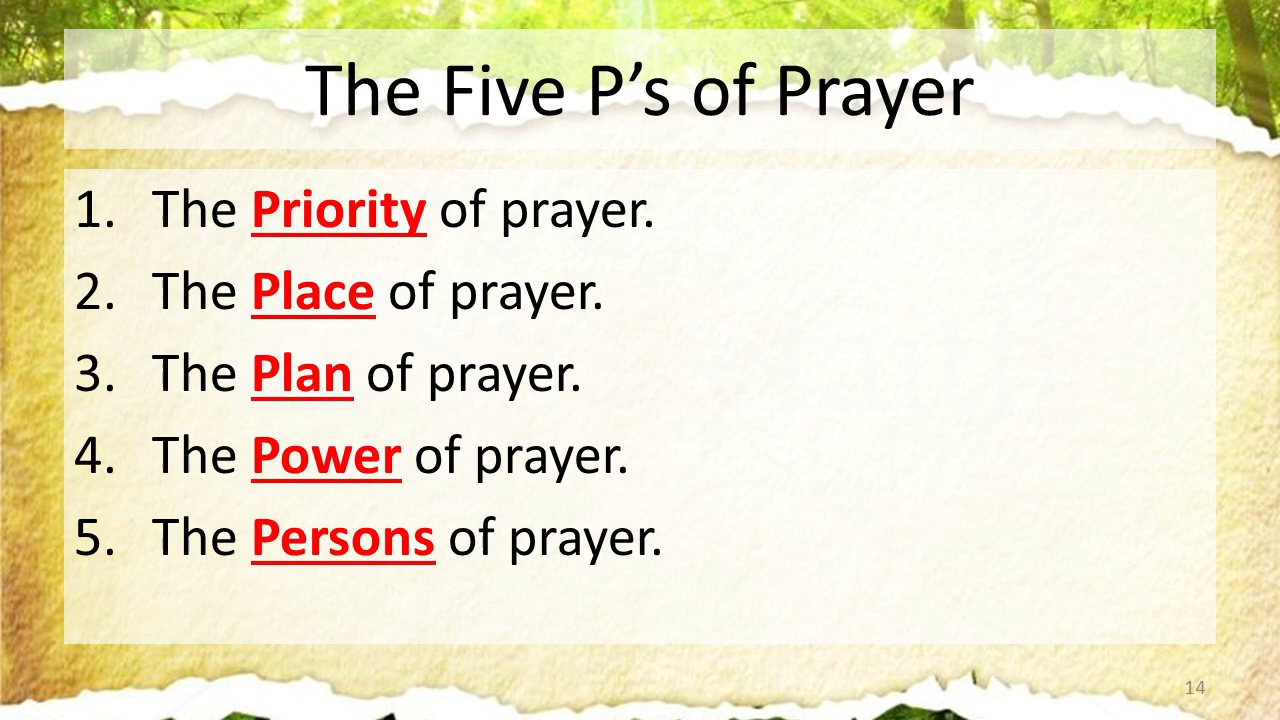 The Five P’s of Prayer
1. The Priority of prayer.
2. The Place of prayer.
3. The Plan of prayer.
4. The Power of prayer.
5. The Persons of prayer.
14